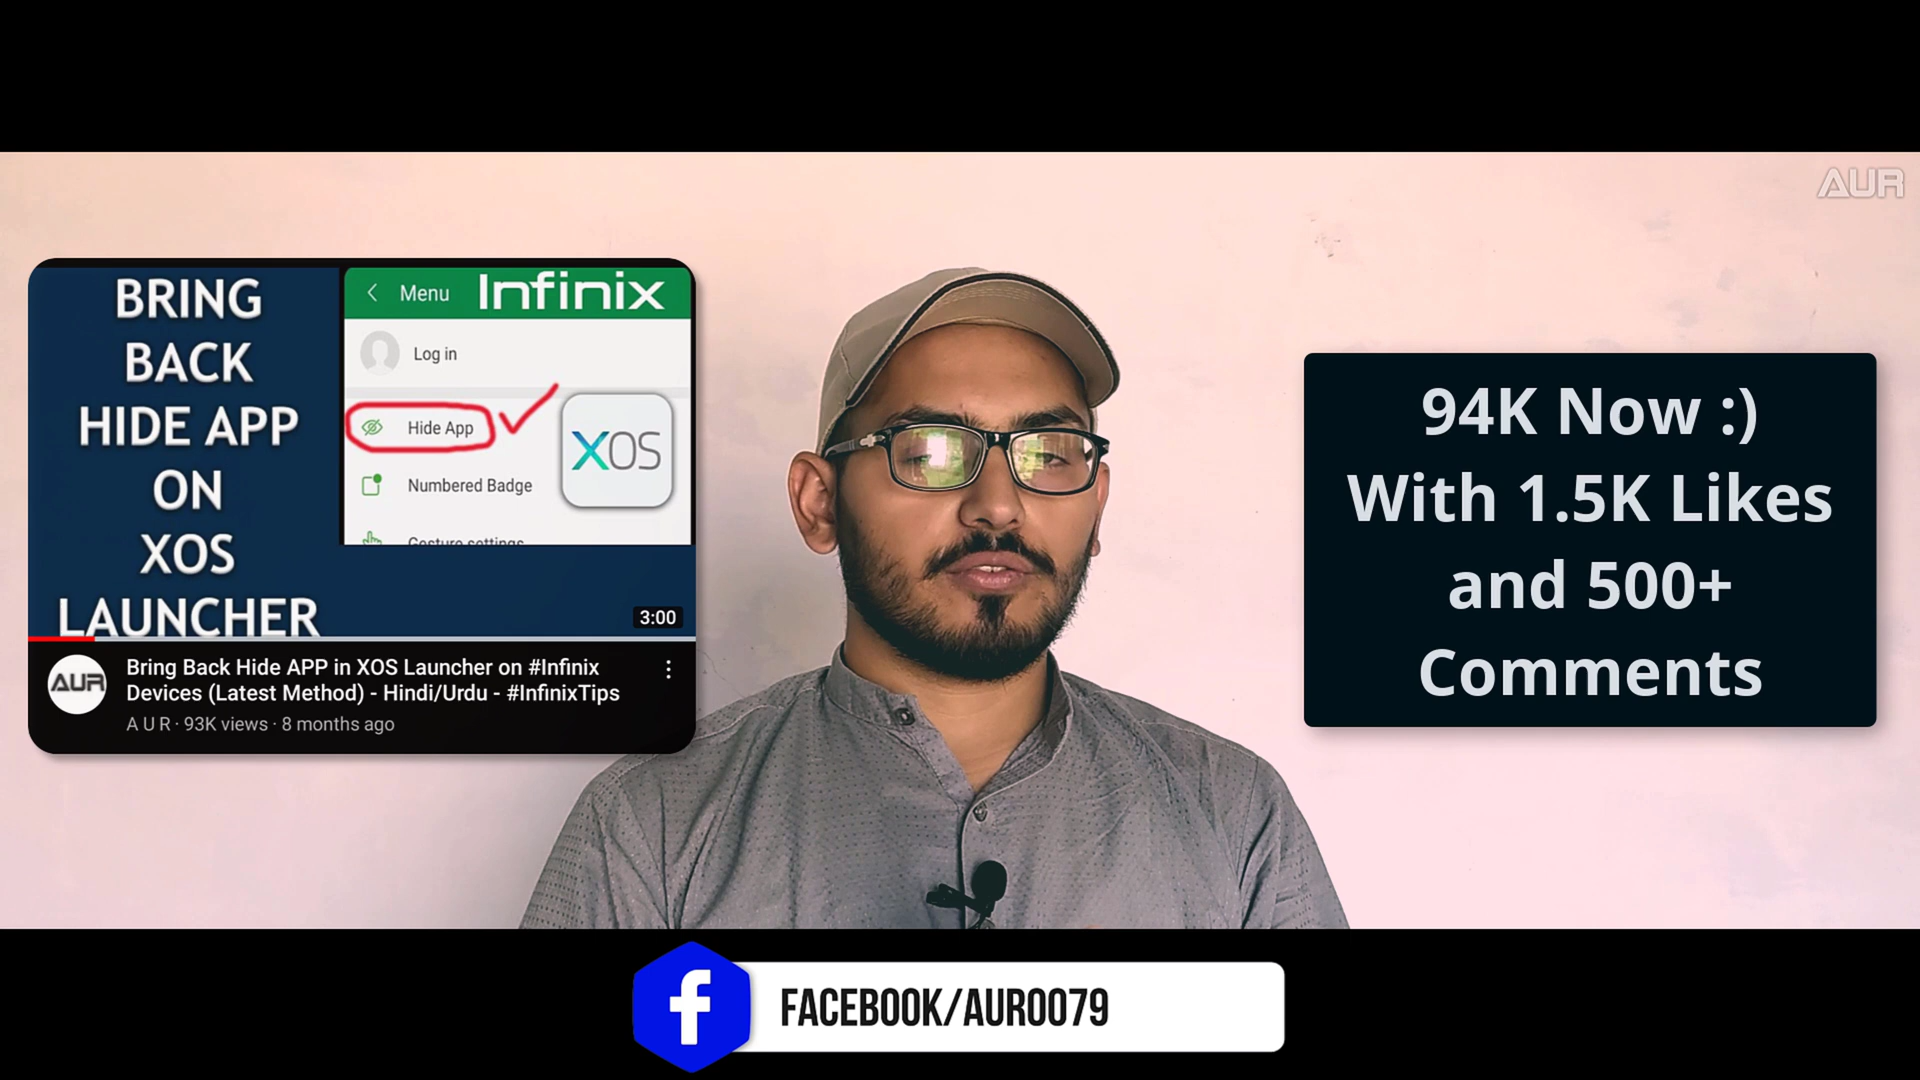 AUR
BRING
BACK
HIDE APP
ON
XOS
LAUNCHER
Menu
Infinix
Log in
Hide App
XOS
Numbered Badge
Gesture settings
3:00
AUR
Bring Back Hide APP in XOS Launcher on #Infinix
Devices (Latest Method) - Hindi/Urdu - #InfinixTips
A U R · 93K views · 8 months ago
94K Now :)
With 1.5K Likes
and 500+
Comments
f
FACEBOOK/AUR0079